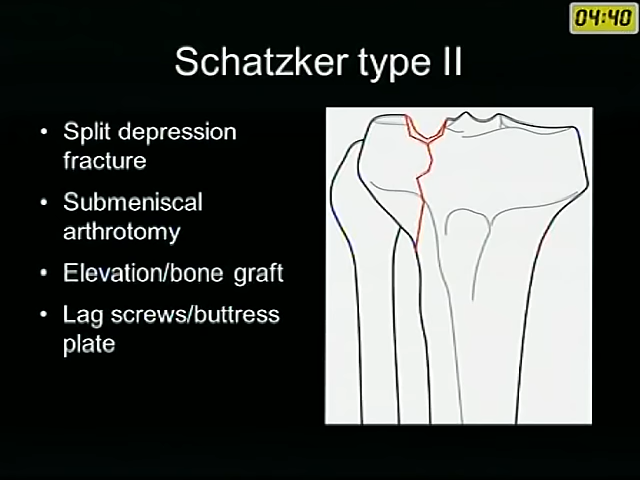 04:40
Schatzker type II
• Split depression
fracture
• Submeniscal
arthrotomy
• Elevation/bone graft
• Lag screws/buttress
plate